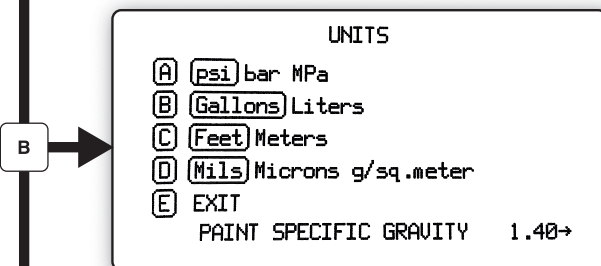 UNITS
A psi bar MPa
B Gallons Liters
C Feet Meters
B
D Mils Microns g/sq.meter
E EXIT
PAINT SPECIFIC GRAVITY 1.40→